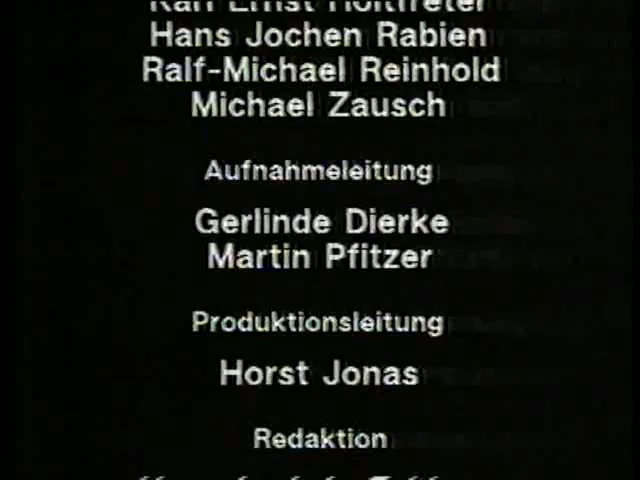 Hans Jochen Rabien
Ralf-Michael Reinhold
Michael Zausch
Aufnahmeleitung
Gerlinde Dierke
Martin Pfitzer
Produktionsleitung
Horst Jonas
Redaktion